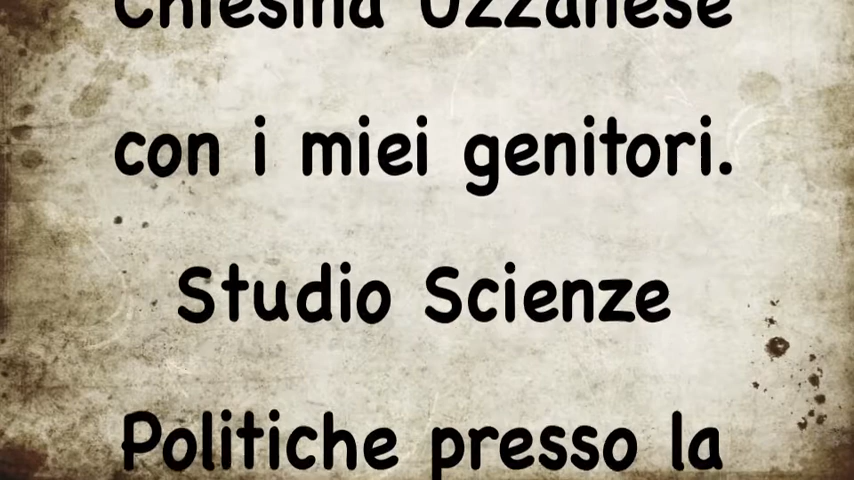 Chiesina Uzzanese
con i miei genitori.
Studio Scienze
Politiche presso la